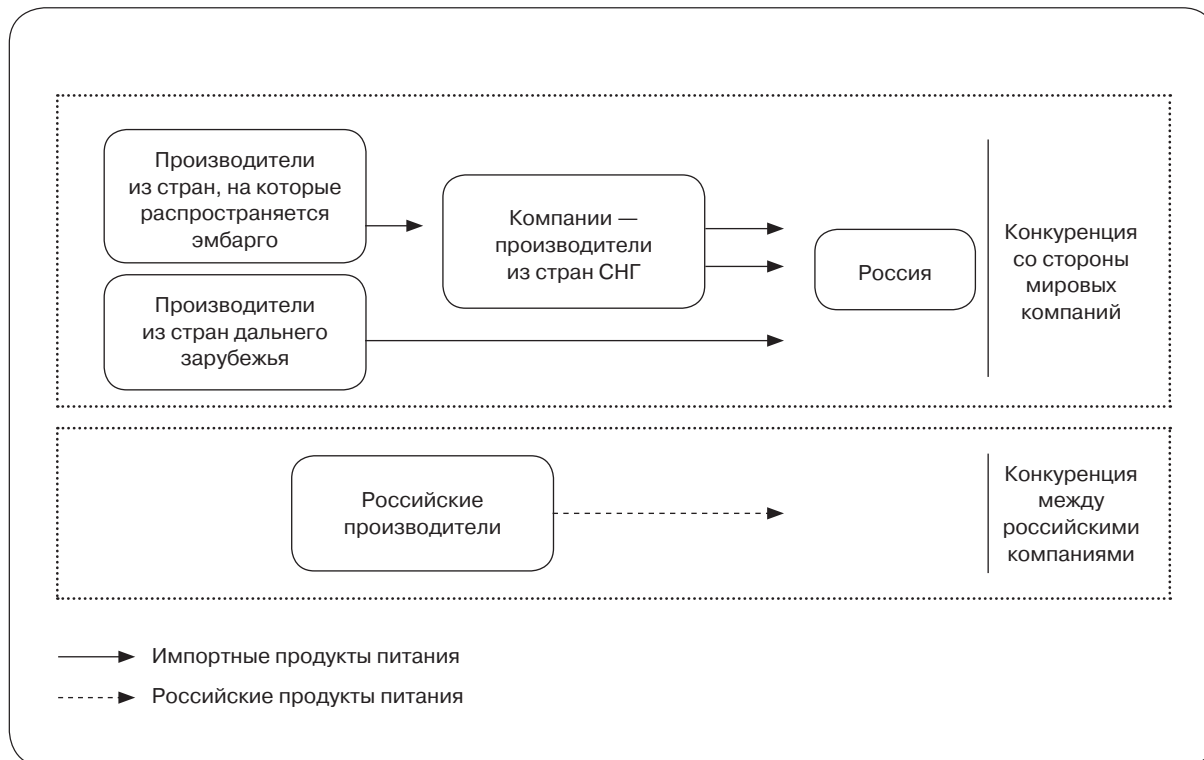 Производители
из стран, на которые
распространяется
эмбарго
Компании —
производители
из стран СНГ
Россия
Конкуренция
со стороны
мировых
компаний
Производители
из стран дальнего
зарубежья
Российские
производители
Конкуренция
между
российскими
компаниями
Импортные продукты питания
Российские продукты питания